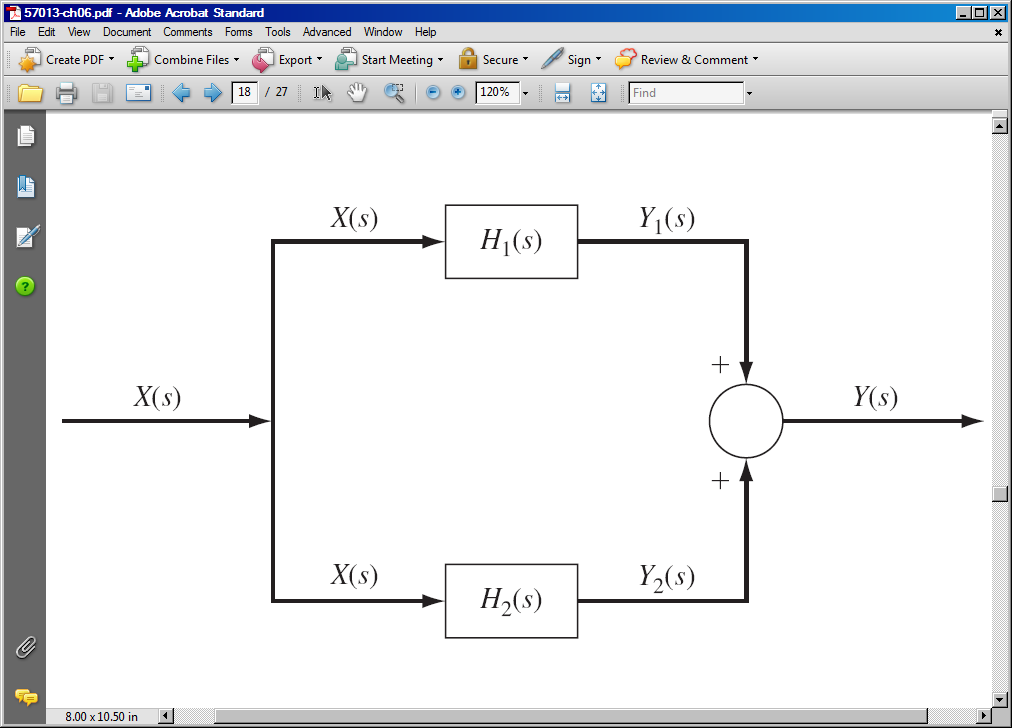 57013-ch06.pdf - Adobe Acrobat Standard
File Edit View Document Comments Forms Tools Advanced Window Help
Create PDF Combine Files Export Start Meeting Secure Sign Review & Comment
18 / 27 120% Find
X(s) H₁(s) Y₁(s)
+
X(s) Y(s)
+
X(s) H₂(s) Y₂(s)
8.00 x 10.50 in